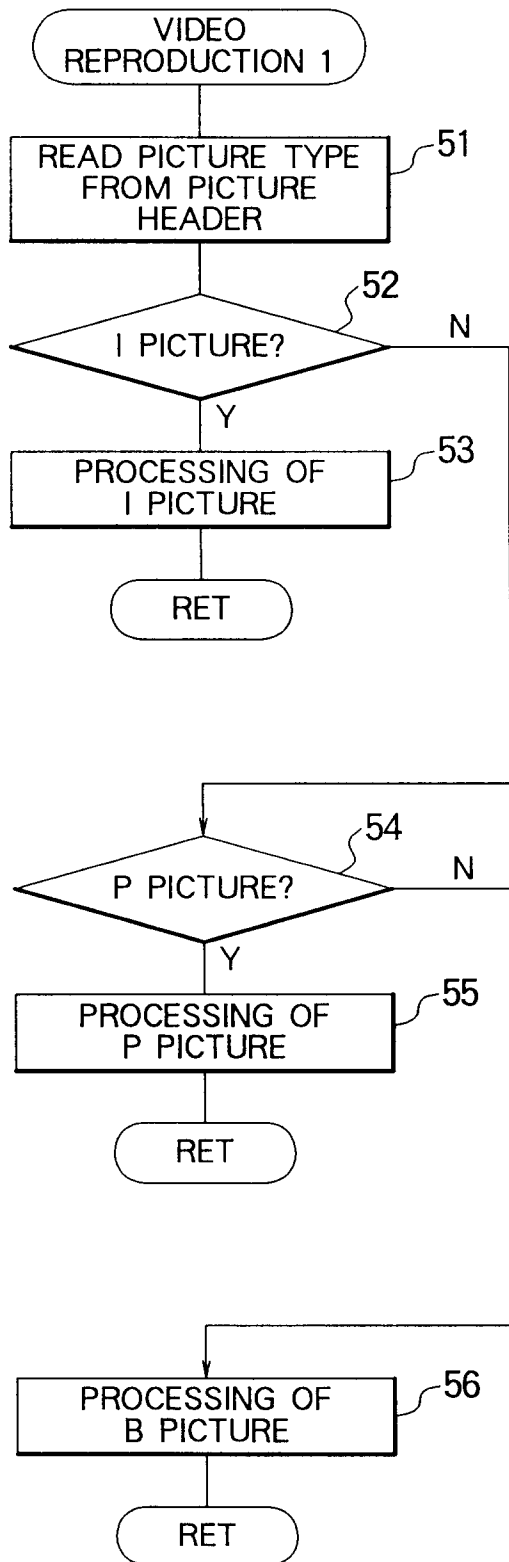 VIDEO
REPRODUCTION 1
51
READ PICTURE TYPE
FROM PICTURE
HEADER
52
I PICTURE?
N
Y
53
PROCESSING OF
I PICTURE
RET
54
P PICTURE?
N
Y
55
PROCESSING OF
P PICTURE
RET
56
PROCESSING OF
B PICTURE
RET